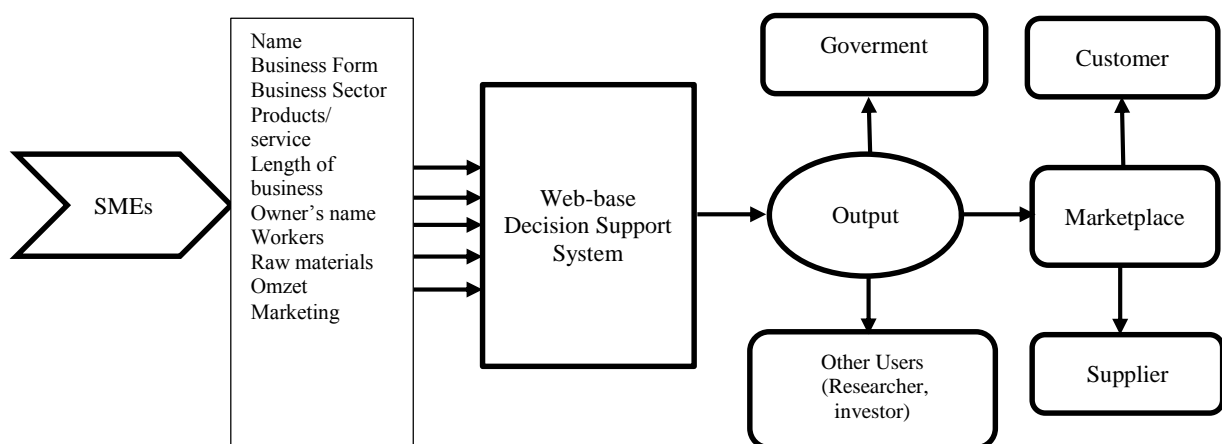 SMEs
Name
Business Form
Business Sector
Products/
service
Length of
business
Owner's name
Workers
Raw materials
Omzet
Marketing
Web-base
Decision Support
System
Output
Goverment
Other Users
(Researcher,
investor)
Marketplace
Customer
Supplier